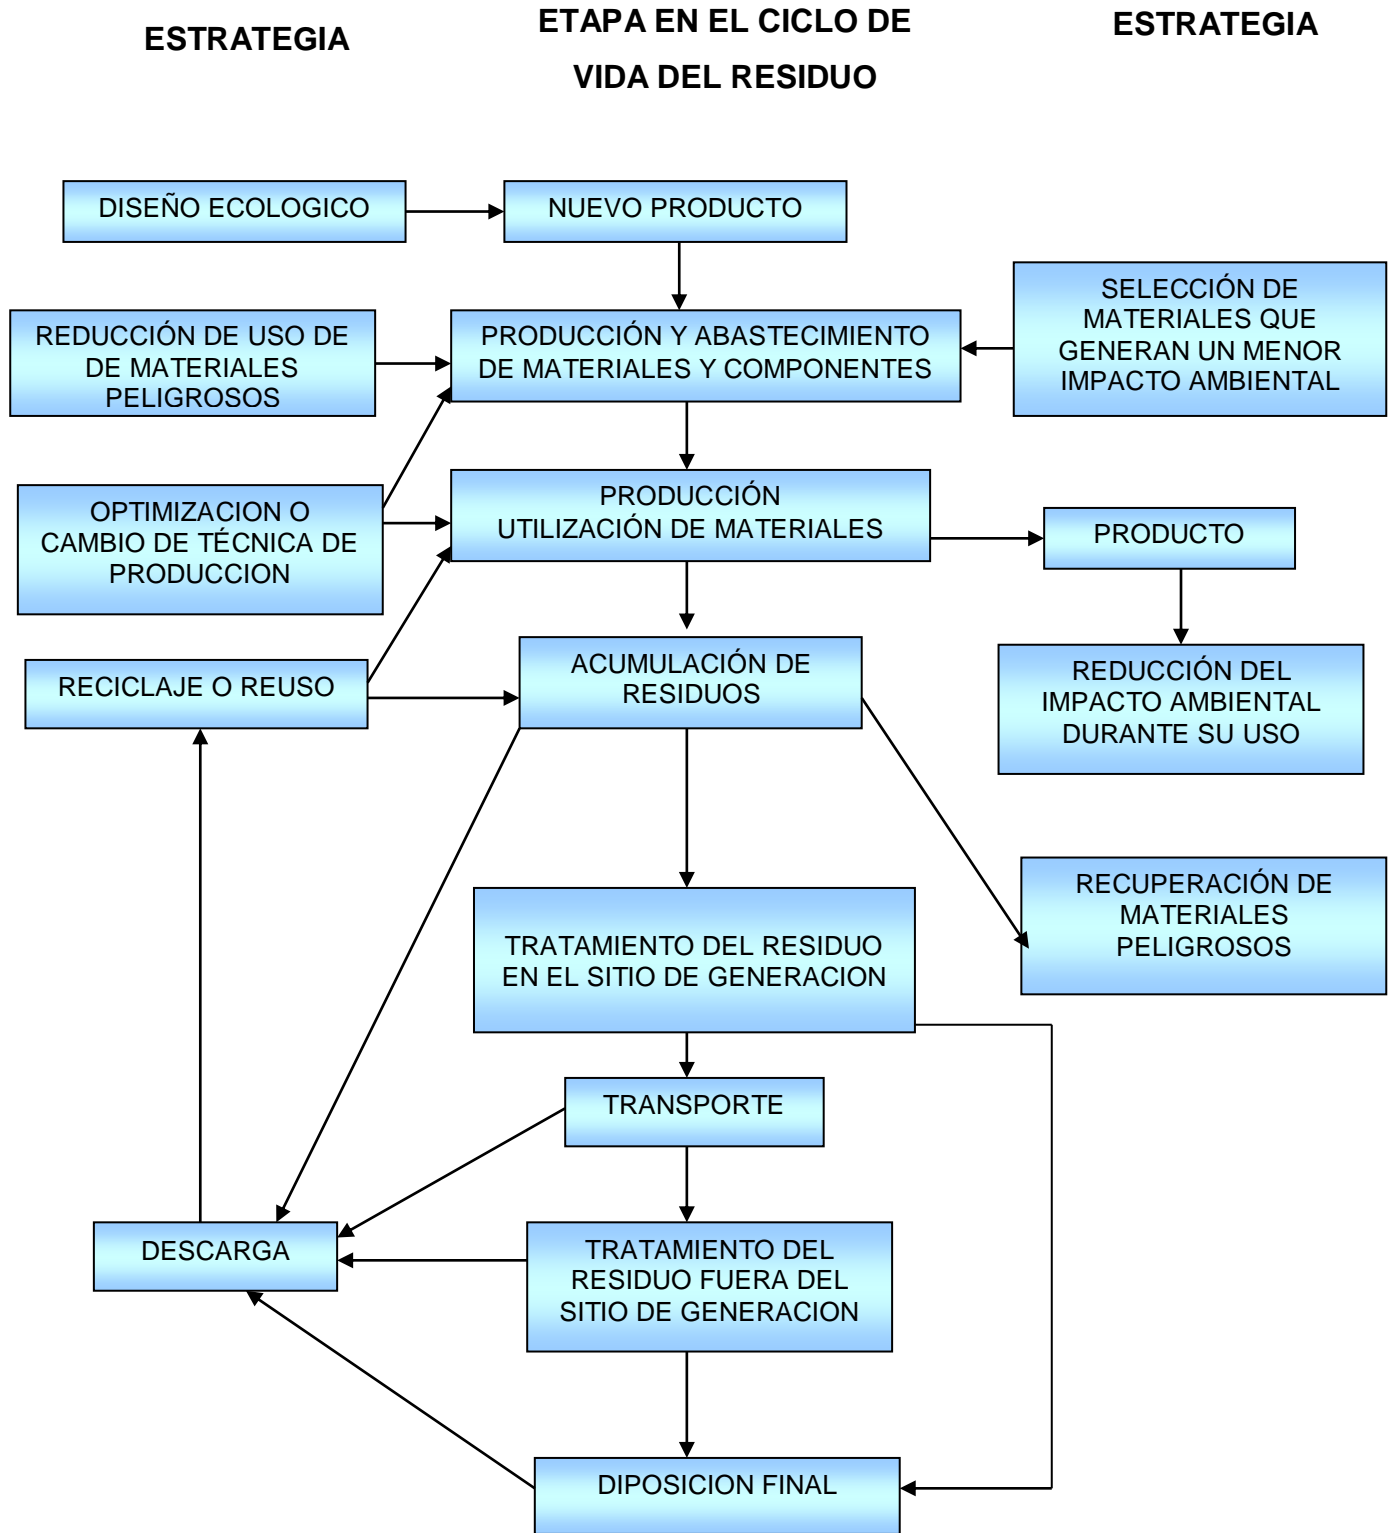 ESTRATEGIA
ETAPA EN EL CICLO DE
VIDA DEL RESIDUO
ESTRATEGIA
DISEÑO ECOLOGICO
NUEVO PRODUCTO
REDUCCIÓN DE USO DE
DE MATERIALES
PELIGROSOS
PRODUCCIÓN Y ABASTECIMIENTO
DE MATERIALES Y COMPONENTES
SELECCIÓN DE
MATERIALES QUE
GENERAN UN MENOR
IMPACTO AMBIENTAL
OPTIMIZACION O
CAMBIO DE TÉCNICA DE
PRODUCCION
PRODUCCIÓN
UTILIZACIÓN DE MATERIALES
PRODUCTO
RECICLAJE O REUSO
ACUMULACIÓN DE
RESIDUOS
REDUCCIÓN DEL
IMPACTO AMBIENTAL
DURANTE SU USO
TRATAMIENTO DEL RESIDUO
EN EL SITIO DE GENERACION
RECUPERACIÓN DE
MATERIALES
PELIGROSOS
TRANSPORTE
DESCARGA
TRATAMIENTO DEL
RESIDUO FUERA DEL
SITIO DE GENERACION
DIPOSICION FINAL